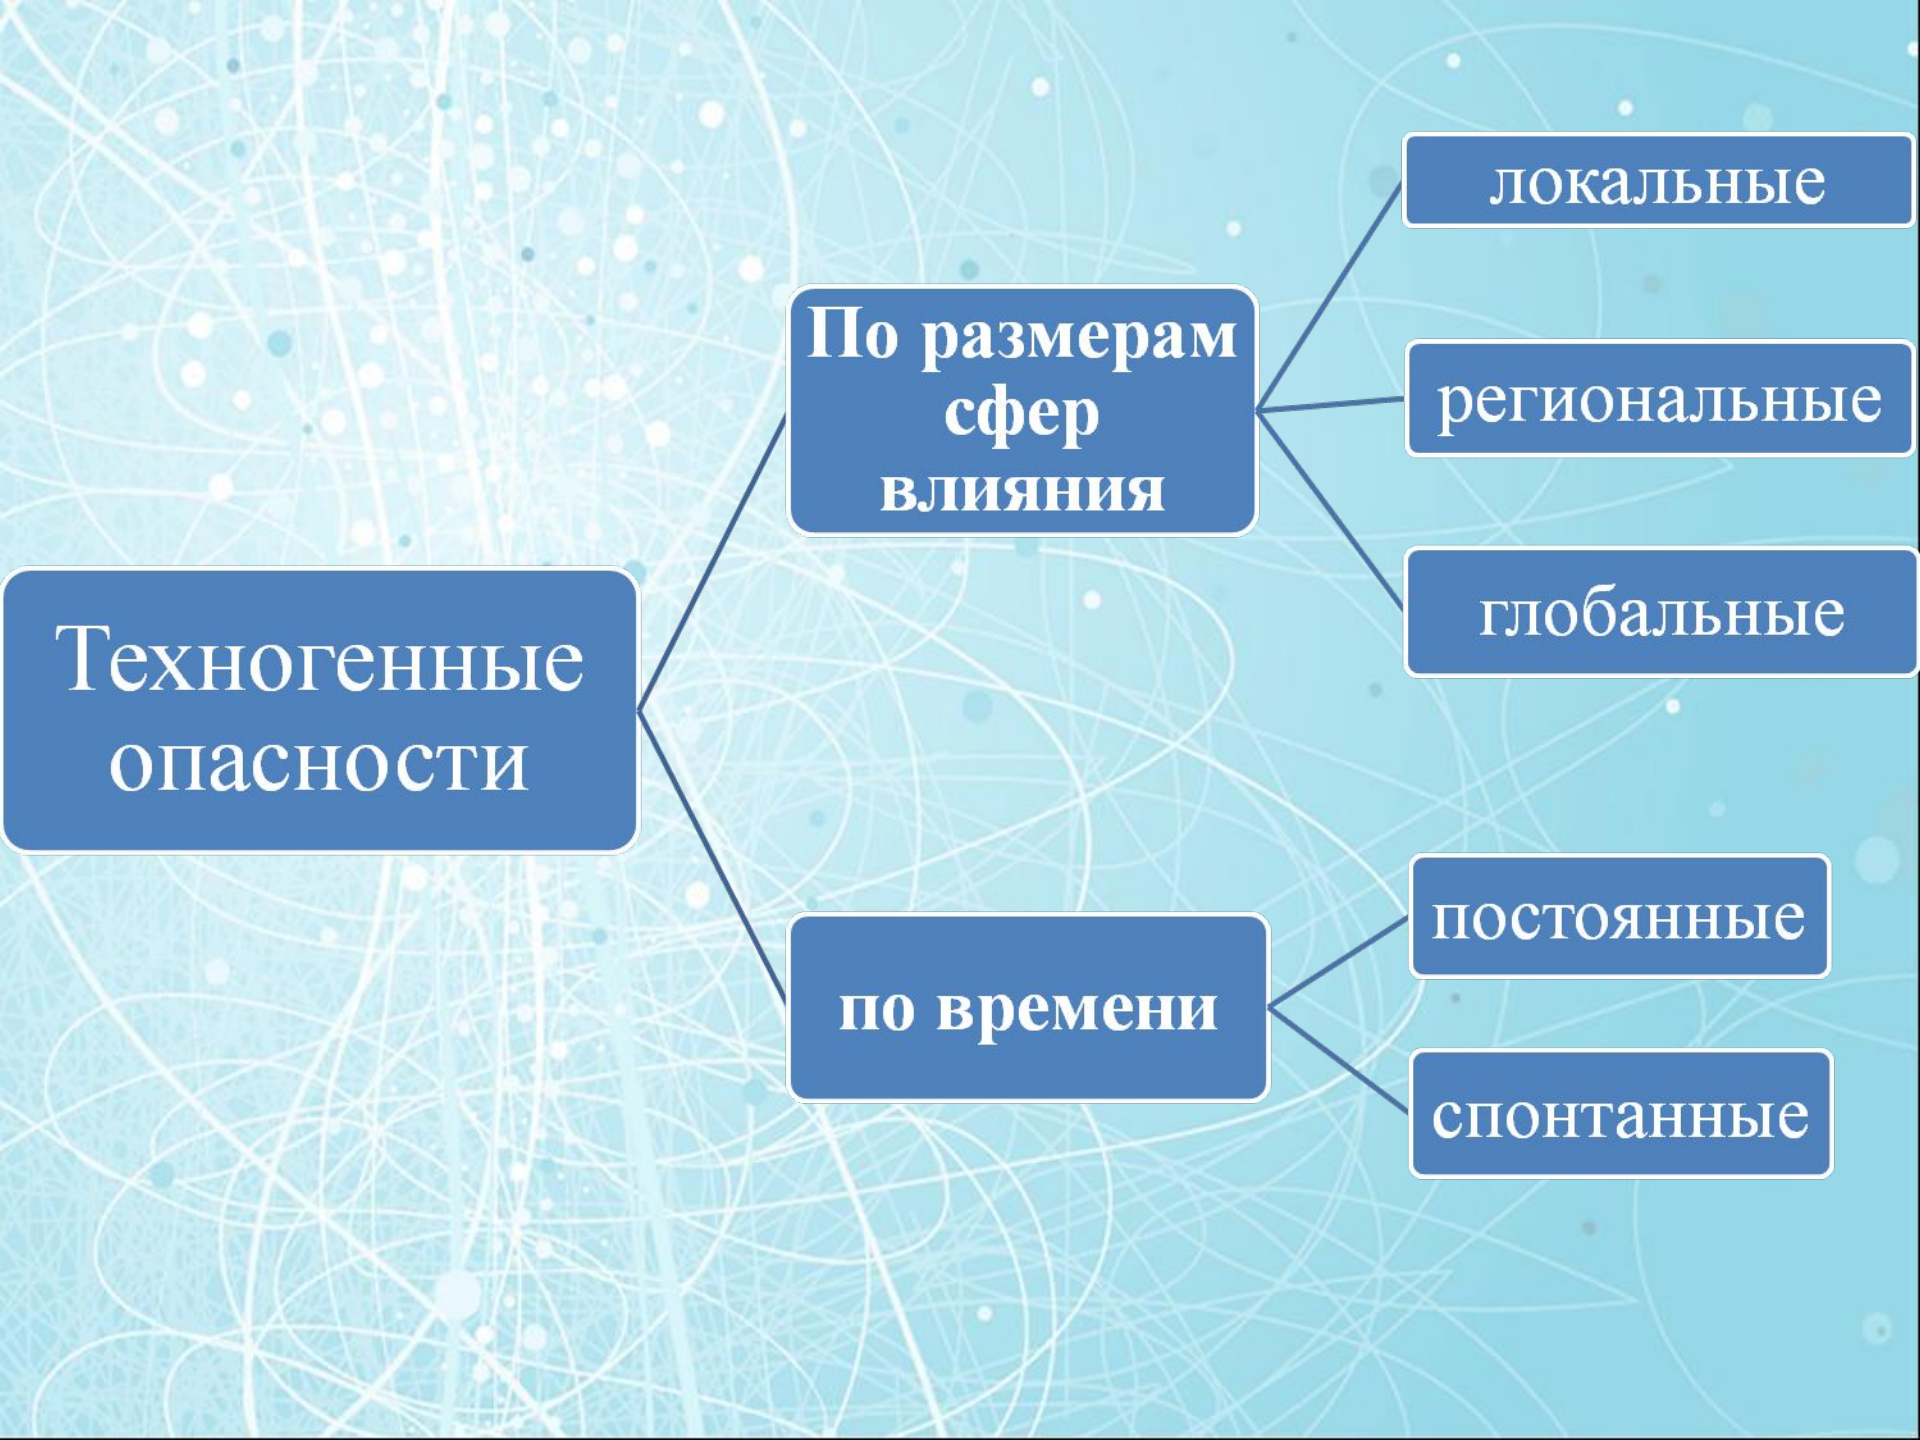 Техногенные
опасности
По размерам
сфер
влияния
локальные
региональные
глобальные
по времени
постоянные
спонтанные